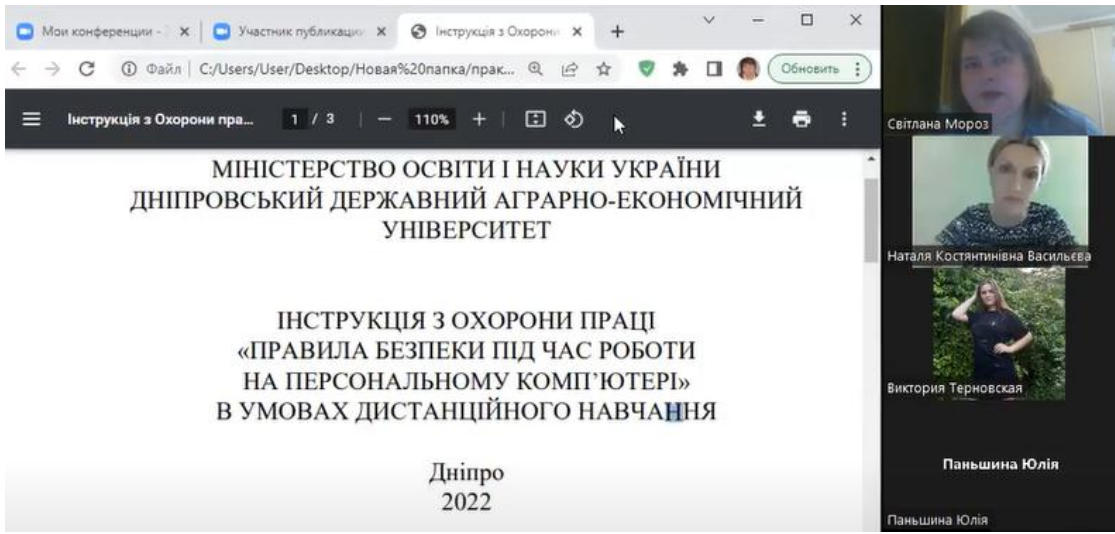 Мои конференции - Z
Участник публикации
Інструкція з Охорони
Файл
C:/Users/User/Desktop/Новая%20папка/прак...
Обновить
Інструкція з Охорони пра...
1 / 3
110%
МІНІСТЕРСТВО ОСВІТИ І НАУКИ УКРАЇНИ
ДНІПРОВСЬКИЙ ДЕРЖАВНИЙ АГРАРНО-ЕКОНОМІЧНИЙ
УНІВЕРСИТЕТ
ІНСТРУКЦІЯ З ОХОРОНИ ПРАЦІ
«ПРАВИЛА БЕЗПЕКИ ПІД ЧАС РОБОТИ
НА ПЕРСОНАЛЬНОМУ КОМП’ЮТЕРІ»
В УМОВАХ ДИСТАНЦІЙНОГО НАВЧАННЯ
Дніпро
2022
Світлана Мороз
Наталя Костянтинівна Васильєва
Виктория Терновская
Паньшина Юлія
Паньшина Юлія